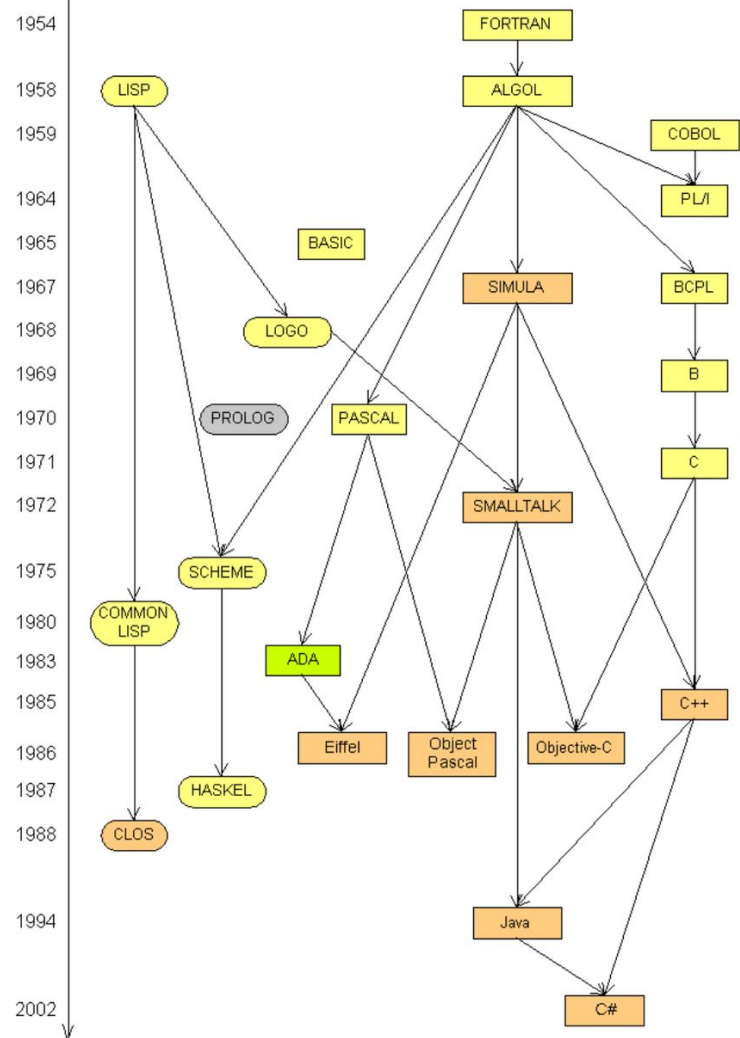 1954
FORTRAN
1958
LISP
ALGOL
1959
COBOL
1964
PL/I
1965
BASIC
1967
SIMULA
BCPL
1968
LOGO
1969
B
1970
PROLOG
PASCAL
1971
C
1972
SMALLTALK
1975
SCHEME
1980
COMMON
LISP
1983
ADA
1985
C++
1986
Eiffel
Object
Pascal
Objective-C
1987
HASKEL
1988
CLOS
1994
Java
2002
C#